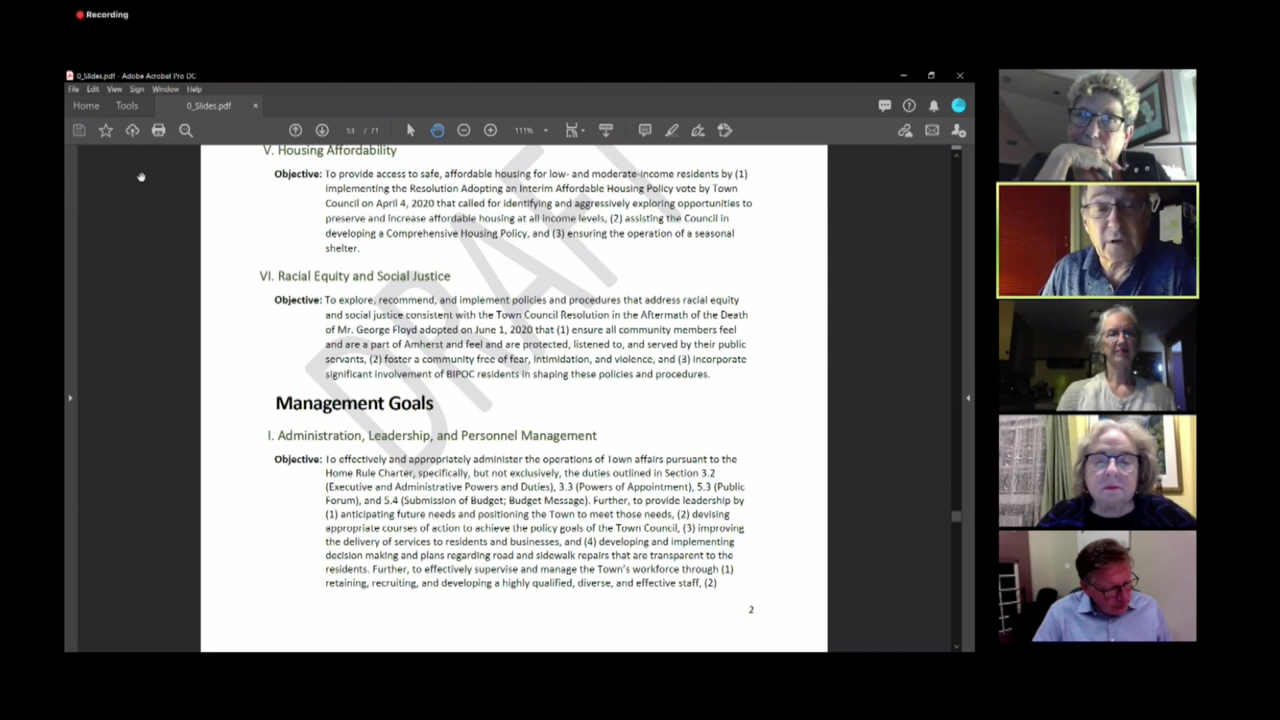 Recording
0_Slides.pdf - Adobe Acrobat Pro DC
File Edit View Sign Window Help
Home Tools 0_Slides.pdf ×
53 / 71 111%
V. Housing Affordability
Objective: To provide access to safe, affordable housing for low- and moderate-income residents by (1)
implementing the Resolution Adopting an Interim Affordable Housing Policy vote by Town
Council on April 4, 2020 that called for identifying and aggressively exploring opportunities to
preserve and increase affordable housing at all income levels, (2) assisting the Council in
developing a Comprehensive Housing Policy, and (3) ensuring the operation of a seasonal
shelter.
VI. Racial Equity and Social Justice
Objective: To explore, recommend, and implement policies and procedures that address racial equity
and social justice consistent with the Town Council Resolution in the Aftermath of the Death
of Mr. George Floyd adopted on June 1, 2020 that (1) ensure all community members feel
and are a part of Amherst and feel and are protected, listened to, and served by their public
servants, (2) foster a community free of fear, intimidation, and violence, and (3) incorporate
significant involvement of BIPOC residents in shaping these policies and procedures.
DRAFT
Management Goals
I. Administration, Leadership, and Personnel Management
Objective: To effectively and appropriately administer the operations of Town affairs pursuant to the
Home Rule Charter, specifically, but not exclusively, the duties outlined in Section 3.2
(Executive and Administrative Powers and Duties), 3.3 (Powers of Appointment), 5.3 (Public
Forum), and 5.4 (Submission of Budget; Budget Message). Further, to provide leadership by
(1) anticipating future needs and positioning the Town to meet those needs, (2) devising
appropriate courses of action to achieve the policy goals of the Town Council, (3) improving
the delivery of services to residents and businesses, and (4) developing and implementing
decision making and plans regarding road and sidewalk repairs that are transparent to the
residents. Further, to effectively supervise and manage the Town's workforce through (1)
retaining, recruiting, and developing a highly qualified, diverse, and effective staff, (2)
2